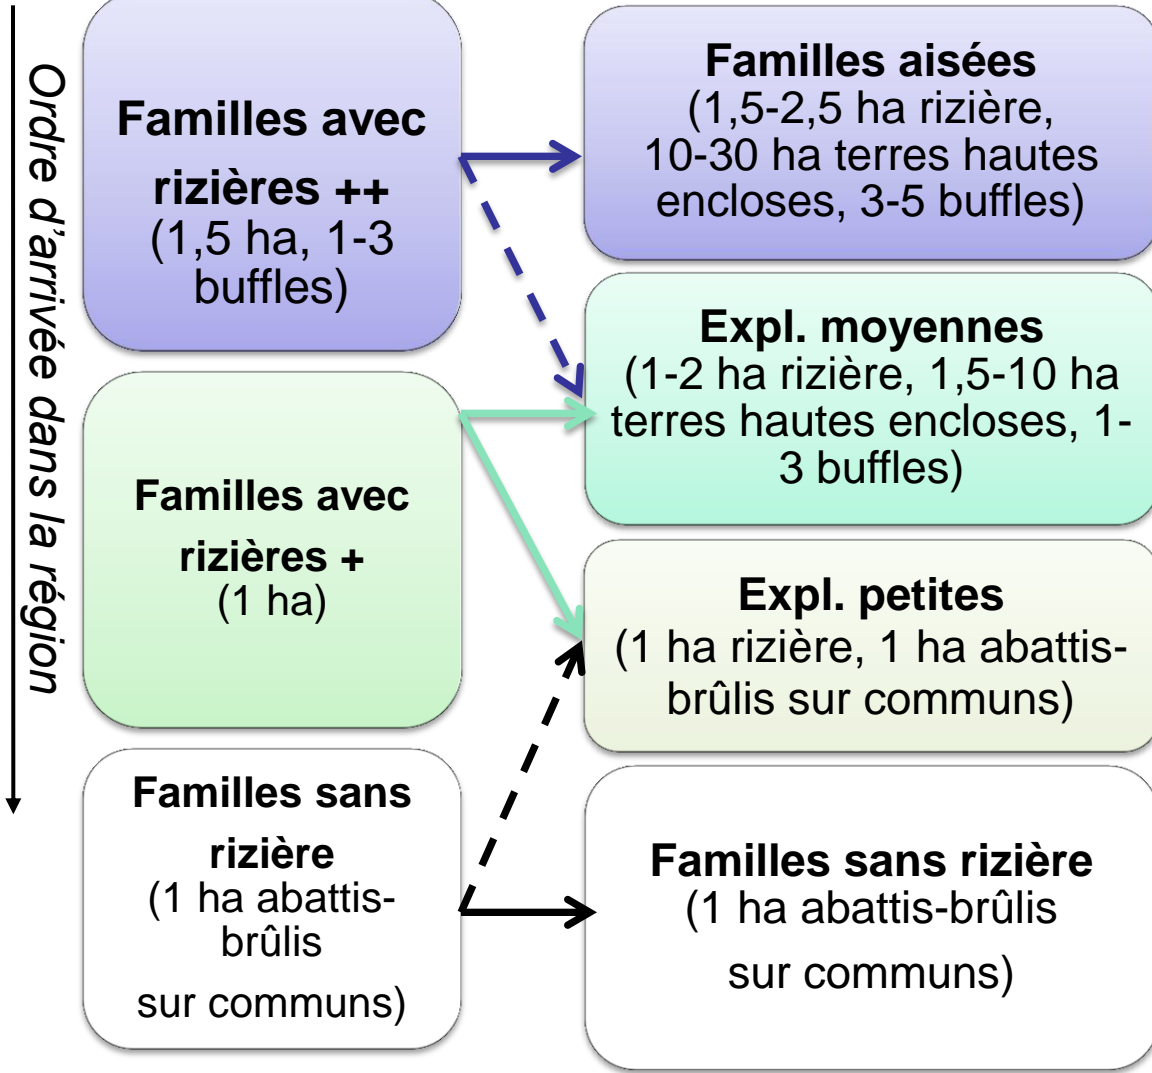 Ordre d'arrivée dans la région
Familles avec
rizières ++
(1,5 ha, 1-3
buffles)
Familles avec
rizières +
(1 ha)
Familles sans
rizière
(1 ha abattis-
brûlis
sur communs)
Familles aisées
(1,5-2,5 ha rizière,
10-30 ha terres hautes
encloses, 3-5 buffles)
Expl. moyennes
(1-2 ha rizière, 1,5-10 ha
terres hautes encloses, 1-
3 buffles)
Expl. petites
(1 ha rizière, 1 ha abattis-
brûlis sur communs)
Familles sans rizière
(1 ha abattis-brûlis
sur communs)